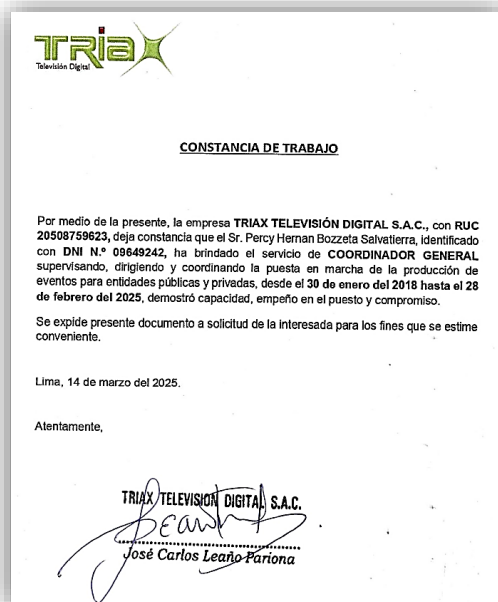 TRiaX
Televisión Digital
CONSTANCIA DE TRABAJO
Por medio de la presente, la empresa TRIAX TELEVISIÓN DIGITAL S.A.C., con RUC
20508759623, deja constancia que el Sr. Percy Hernan Bozzeta Salvatierra, identificado
con DNI N.º 09649242, ha brindado el servicio de COORDINADOR GENERAL
supervisando, dirigiendo y coordinando la puesta en marcha de la producción de
eventos para entidades públicas y privadas, desde el 30 de enero del 2018 hasta el 28
de febrero del 2025, demostró capacidad, empeño en el puesto y compromiso.
Se expide presente documento a solicitud de la interesada para los fines que se estime
conveniente.
Lima, 14 de marzo del 2025.
Atentamente,
TRIAX TELEVISION DIGITAL S.A.C.
José Carlos Leaño Pariona